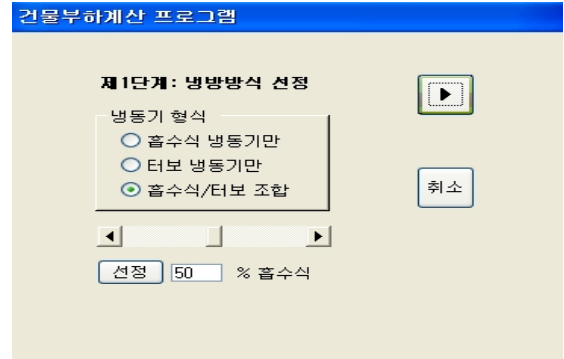 건물부하계산 프로그램
제1단계: 냉방방식 선정
냉동기 형식
흡수식 냉동기만
터보 냉동기만
흡수식/터보 조합
취소
선정 50 % 흡수식